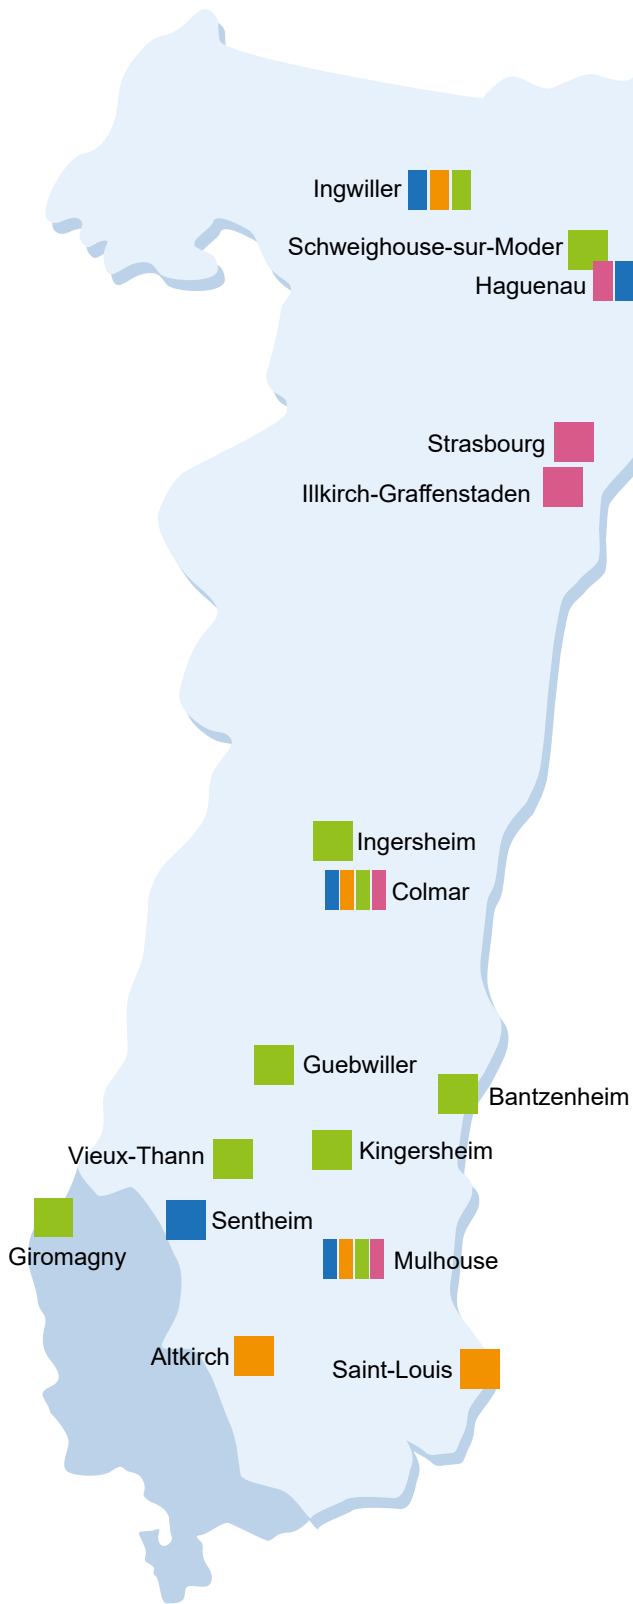 Ingwiller
Schweighouse-sur-Moder
Haguenau
Strasbourg
Illkirch-Graffenstaden
Ingersheim
Colmar
Guebwiller
Bantzenheim
Kingersheim
Vieux-Thann
Sentheim
Giromagny
Mulhouse
Altkirch
Saint-Louis